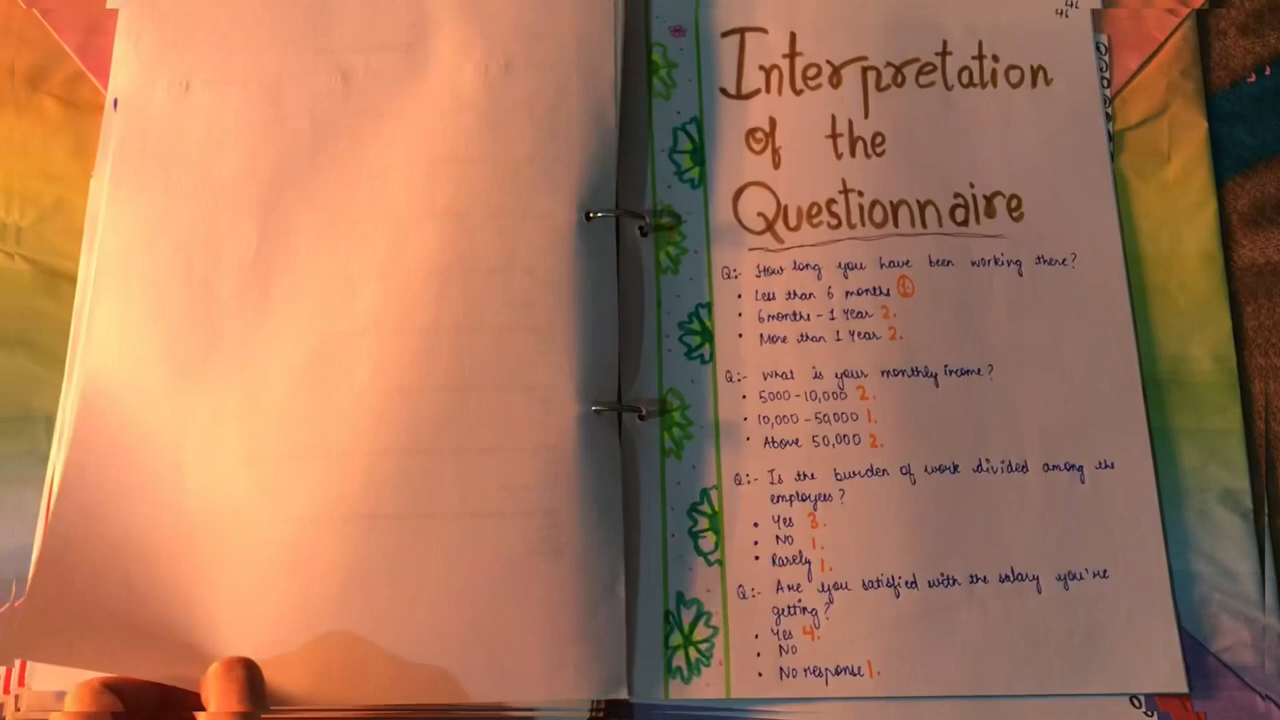 46
46
Interpretation
of the
Questionnaire
Q:- How long you have been working there?
• Less than 6 months 1.
• 6 months - 1 Year 2.
• More than 1 Year 2.
Q:- What is your monthly income?
• 5000 - 10,000 2.
• 10,000 - 50,000 1.
• Above 50,000 2.
Q:- Is the burden of work divided among the
employees?
• Yes 3.
• No 1.
• Rarely 1.
Q:- Are you satisfied with the salary you're
getting?
• Yes 4.
• No
• No response 1.